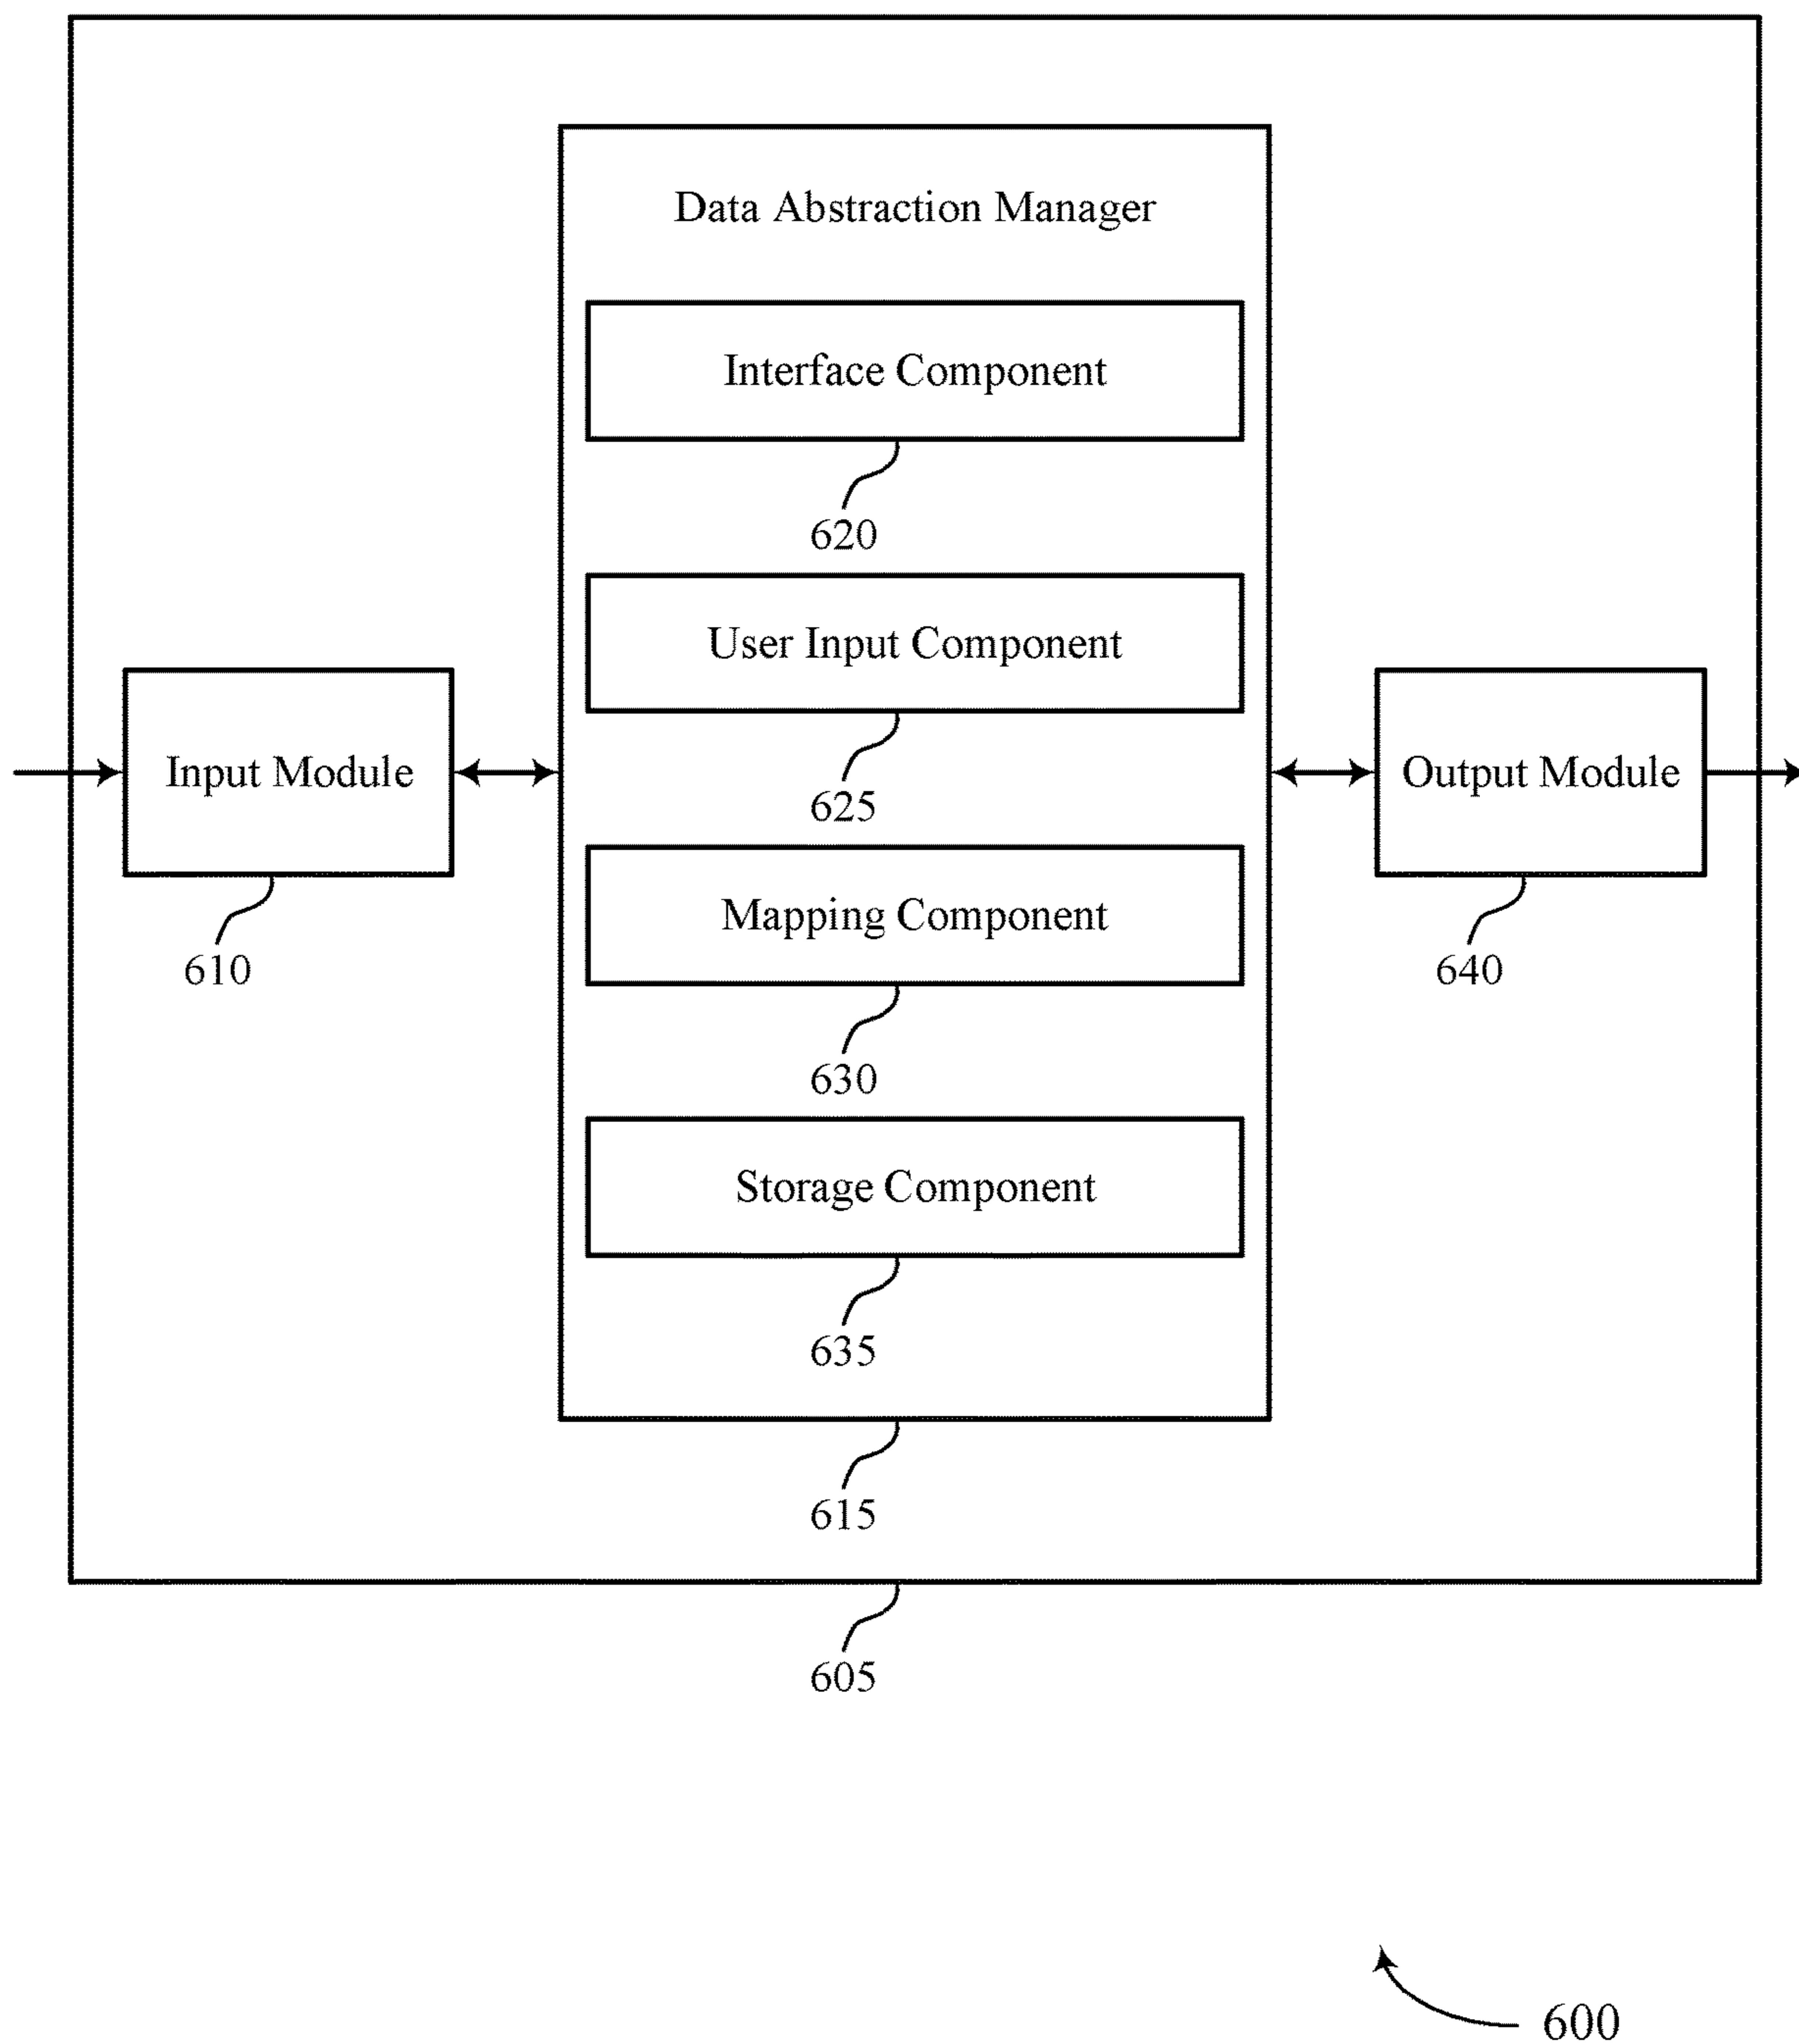 Data Abstraction Manager
Interface Component
620
User Input Component
625
Input Module
610
Output Module
640
Mapping Component
630
Storage Component
635
615
605
600